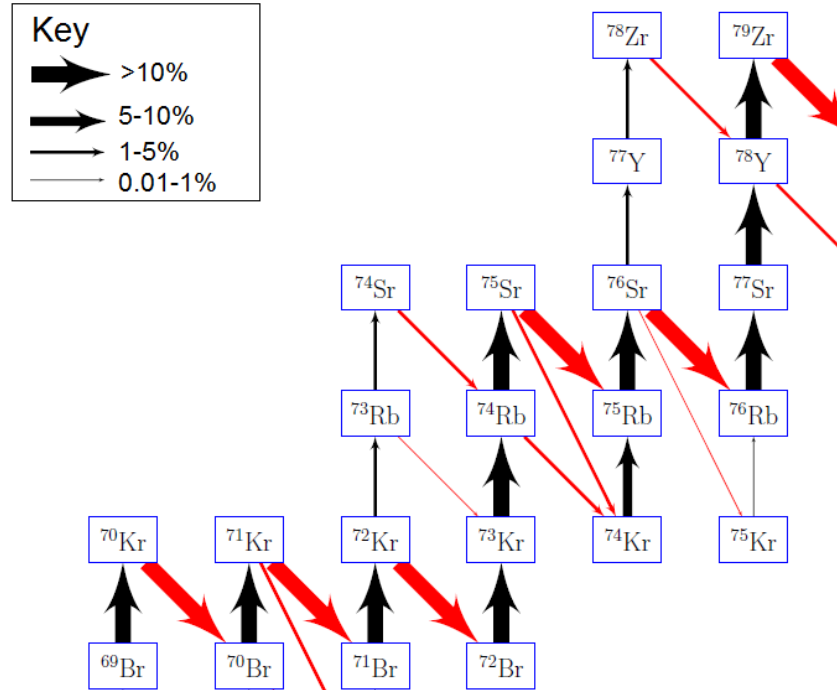 Key
>10%
5-10%
1-5%
0.01-1%
⁷⁸Zr ⁷⁹Zr
⁷⁷Y ⁷⁸Y
⁷⁴Sr ⁷⁵Sr ⁷⁶Sr ⁷⁷Sr
⁷³Rb ⁷⁴Rb ⁷⁵Rb ⁷⁶Rb
⁷⁰Kr ⁷¹Kr ⁷²Kr ⁷³Kr ⁷⁴Kr ⁷⁵Kr
⁶⁹Br ⁷⁰Br ⁷¹Br ⁷²Br